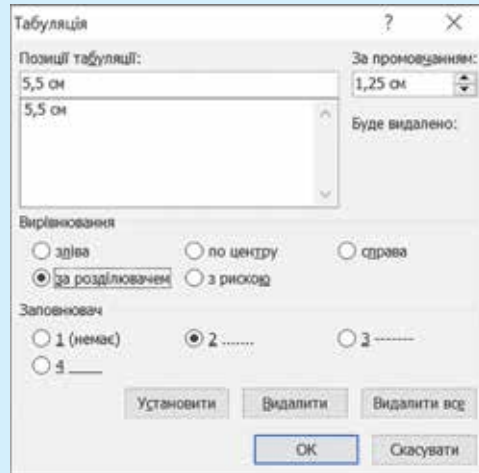 Табуляція ? ×
Позиції табуляції: За промовчанням:
5,5 см 1,25 см
5,5 см
Буде видалено:
Вирівнювання
зліва по центру справа
за розділювачем з рискою
Заповнювач
1 (немає) 2 ....... 3 -------
4 ____
Установити Видалити Видалити все
ОК Скасувати